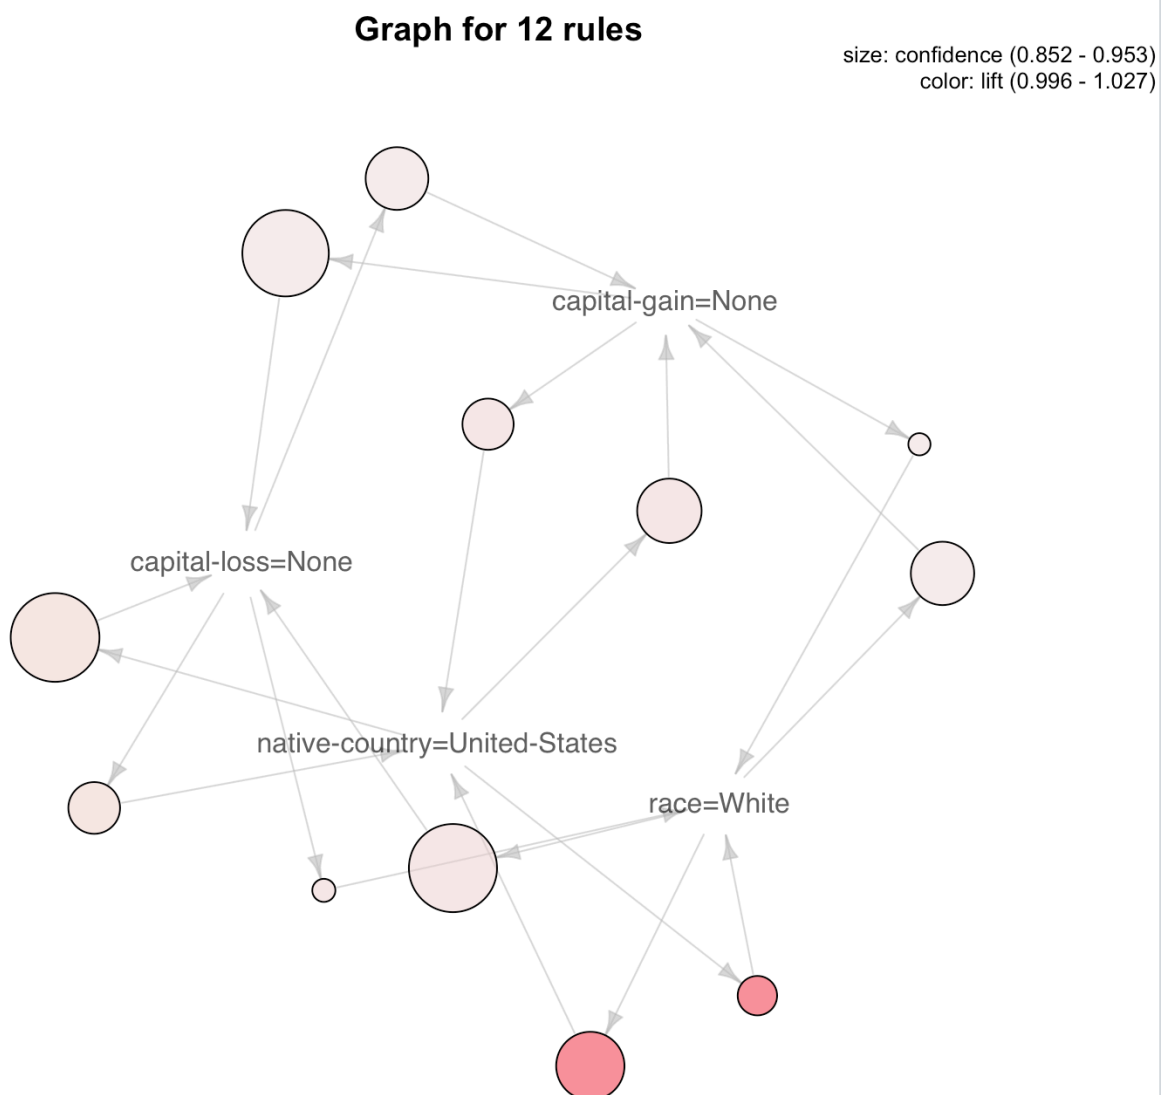 Graph for 12 rules
size: confidence (0.852 - 0.953)
color: lift (0.996 - 1.027)
capital-gain=None
capital-loss=None
native-country=United-States
race=White